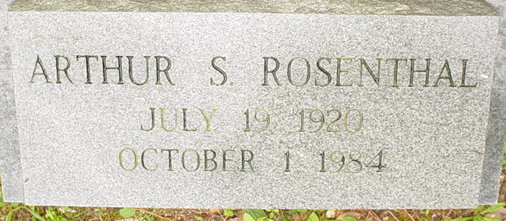 ARTHUR S. ROSENTHAL
JULY 19, 1920
OCTOBER 1, 1984